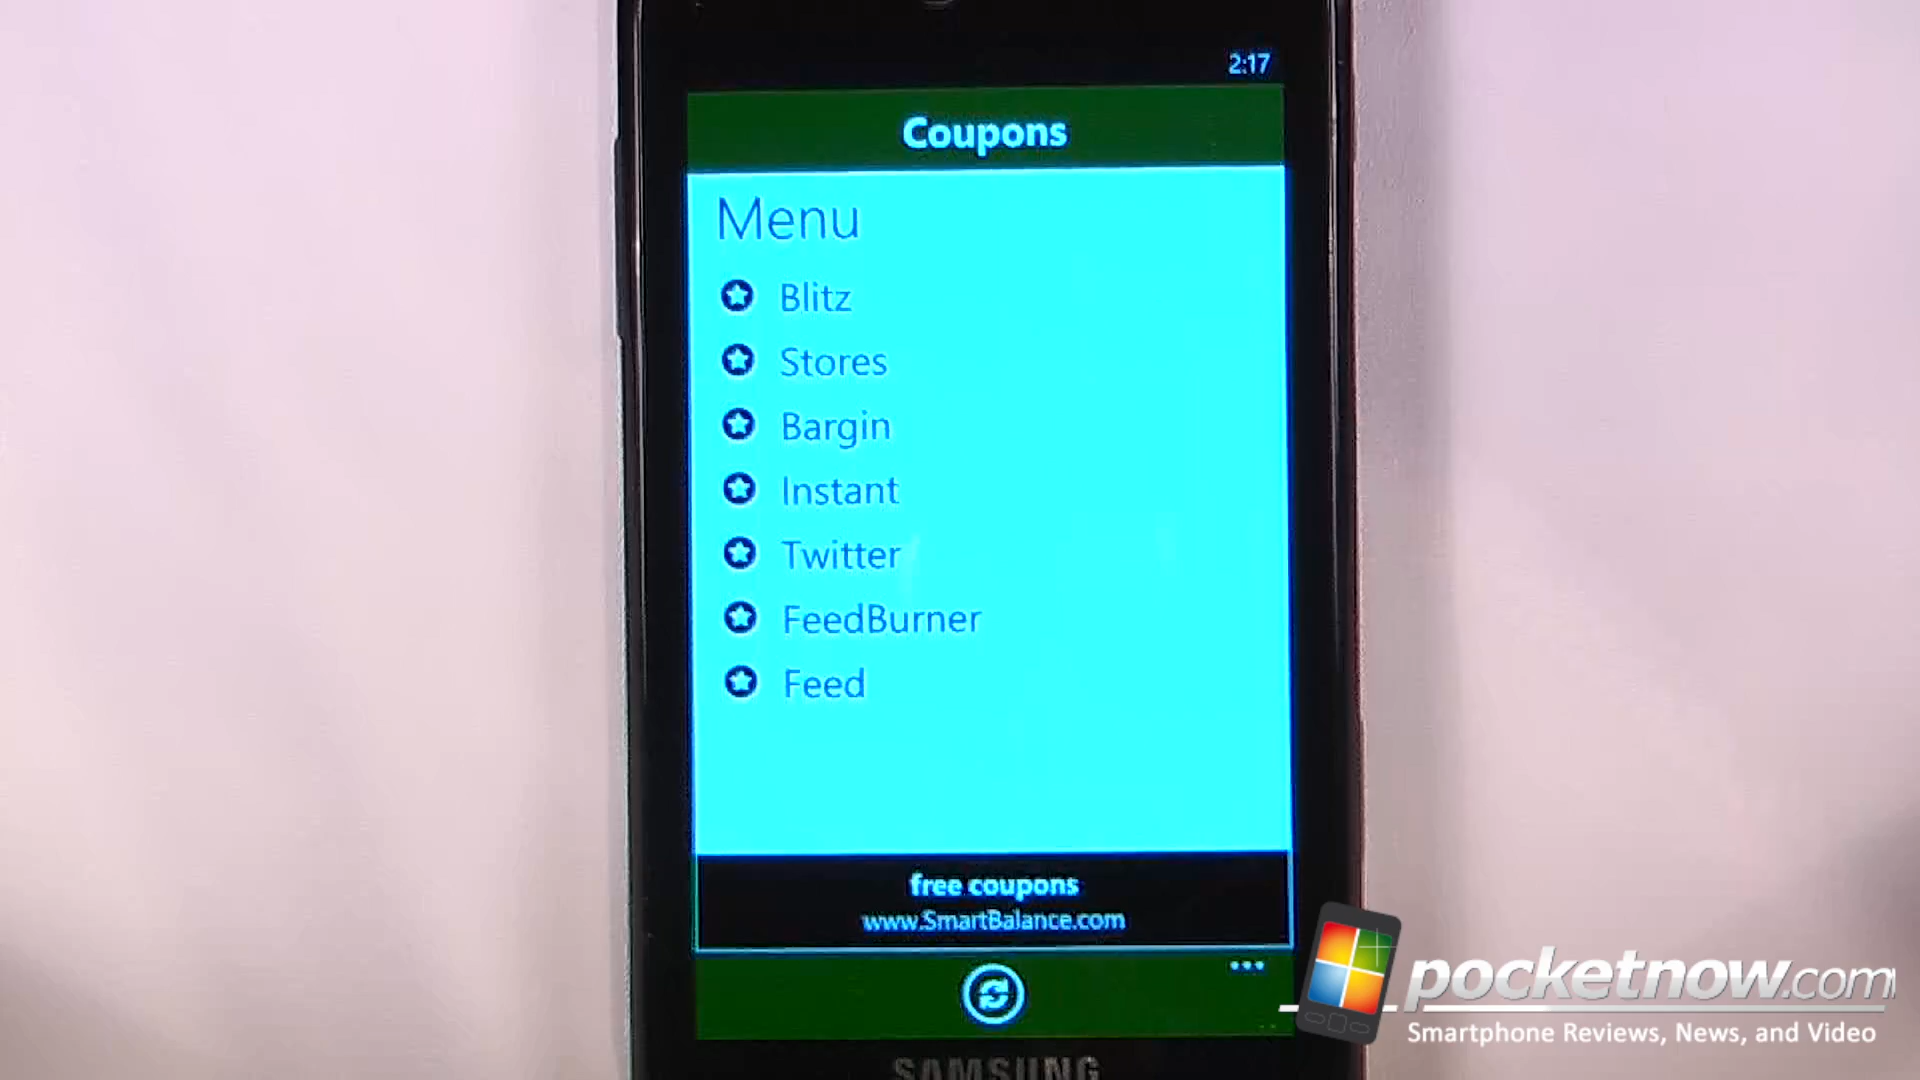 2:17
Coupons
Menu
Blitz
Stores
Bargin
Instant
Twitter
FeedBurner
Feed
free coupons
www.SmartBalance.com
SAMSUNG
pocketnow.com
Smartphone Reviews, News, and Video